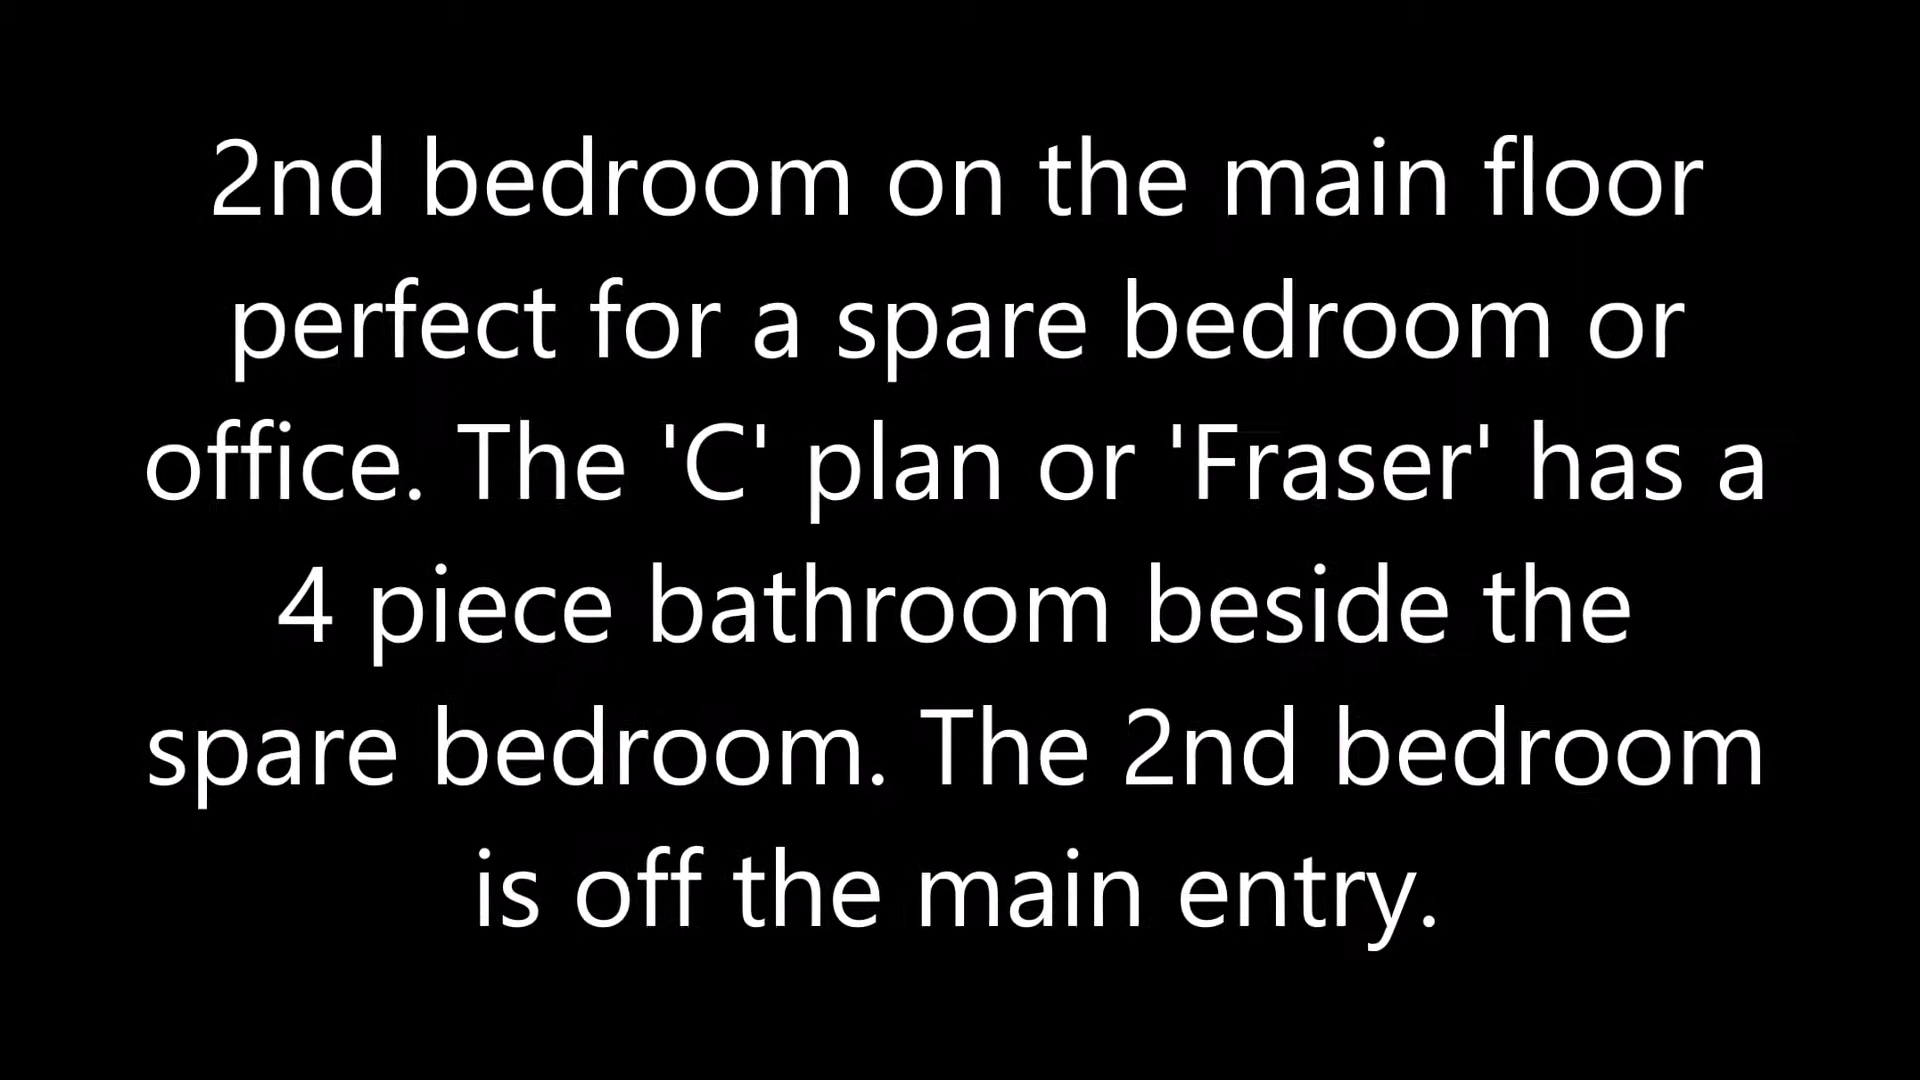 2nd bedroom on the main floor
perfect for a spare bedroom or
office. The 'C' plan or 'Fraser' has a
4 piece bathroom beside the
spare bedroom. The 2nd bedroom
is off the main entry.